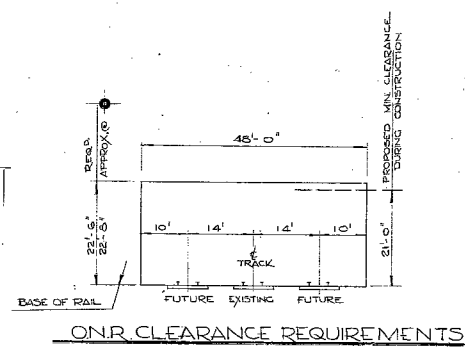 PROPOSED MIN. CLEARANCE
DURING CONSTRUCTION
REQD.
APPROX. @
48'-0"
22'-6"
22'-8"
10'
14'
14'
10'
21'-0"
℄
TRACK
BASE OF RAIL
FUTURE
EXISTING
FUTURE
O.N.R. CLEARANCE REQUIREMENTS